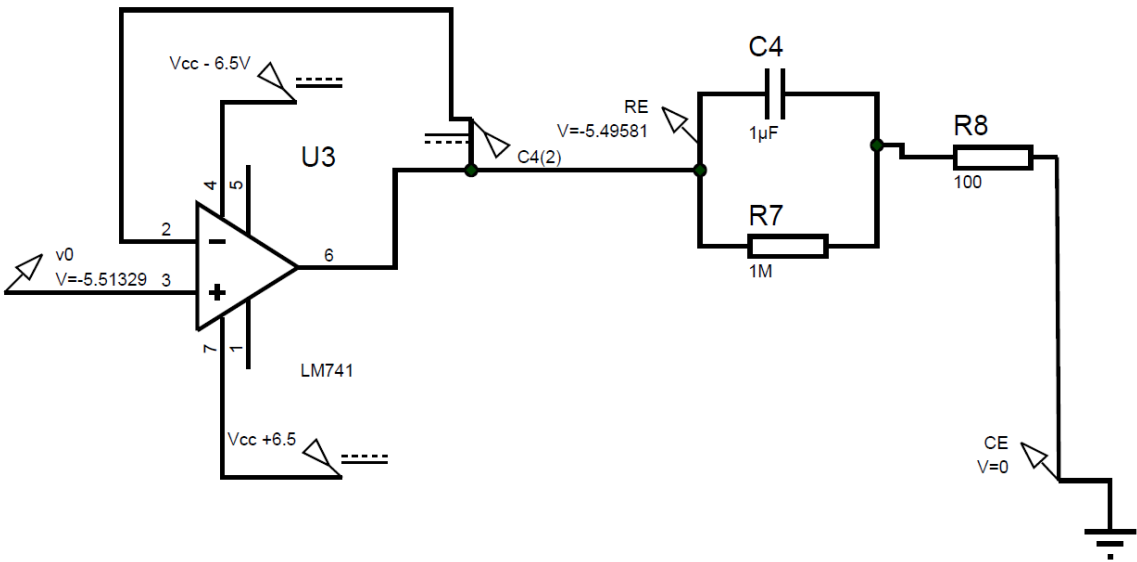 Vcc - 6.5V
U3
4
5
2
6
3
7
1
v0
V=-5.51329
LM741
Vcc +6.5
C4(2)
RE
V=-5.49581
C4
1µF
R7
1M
R8
100
CE
V=0